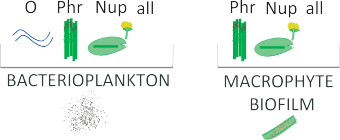 O Phr Nup all
BACTERIOPLANKTON
Phr Nup all
MACROPHYTE
BIOFILM